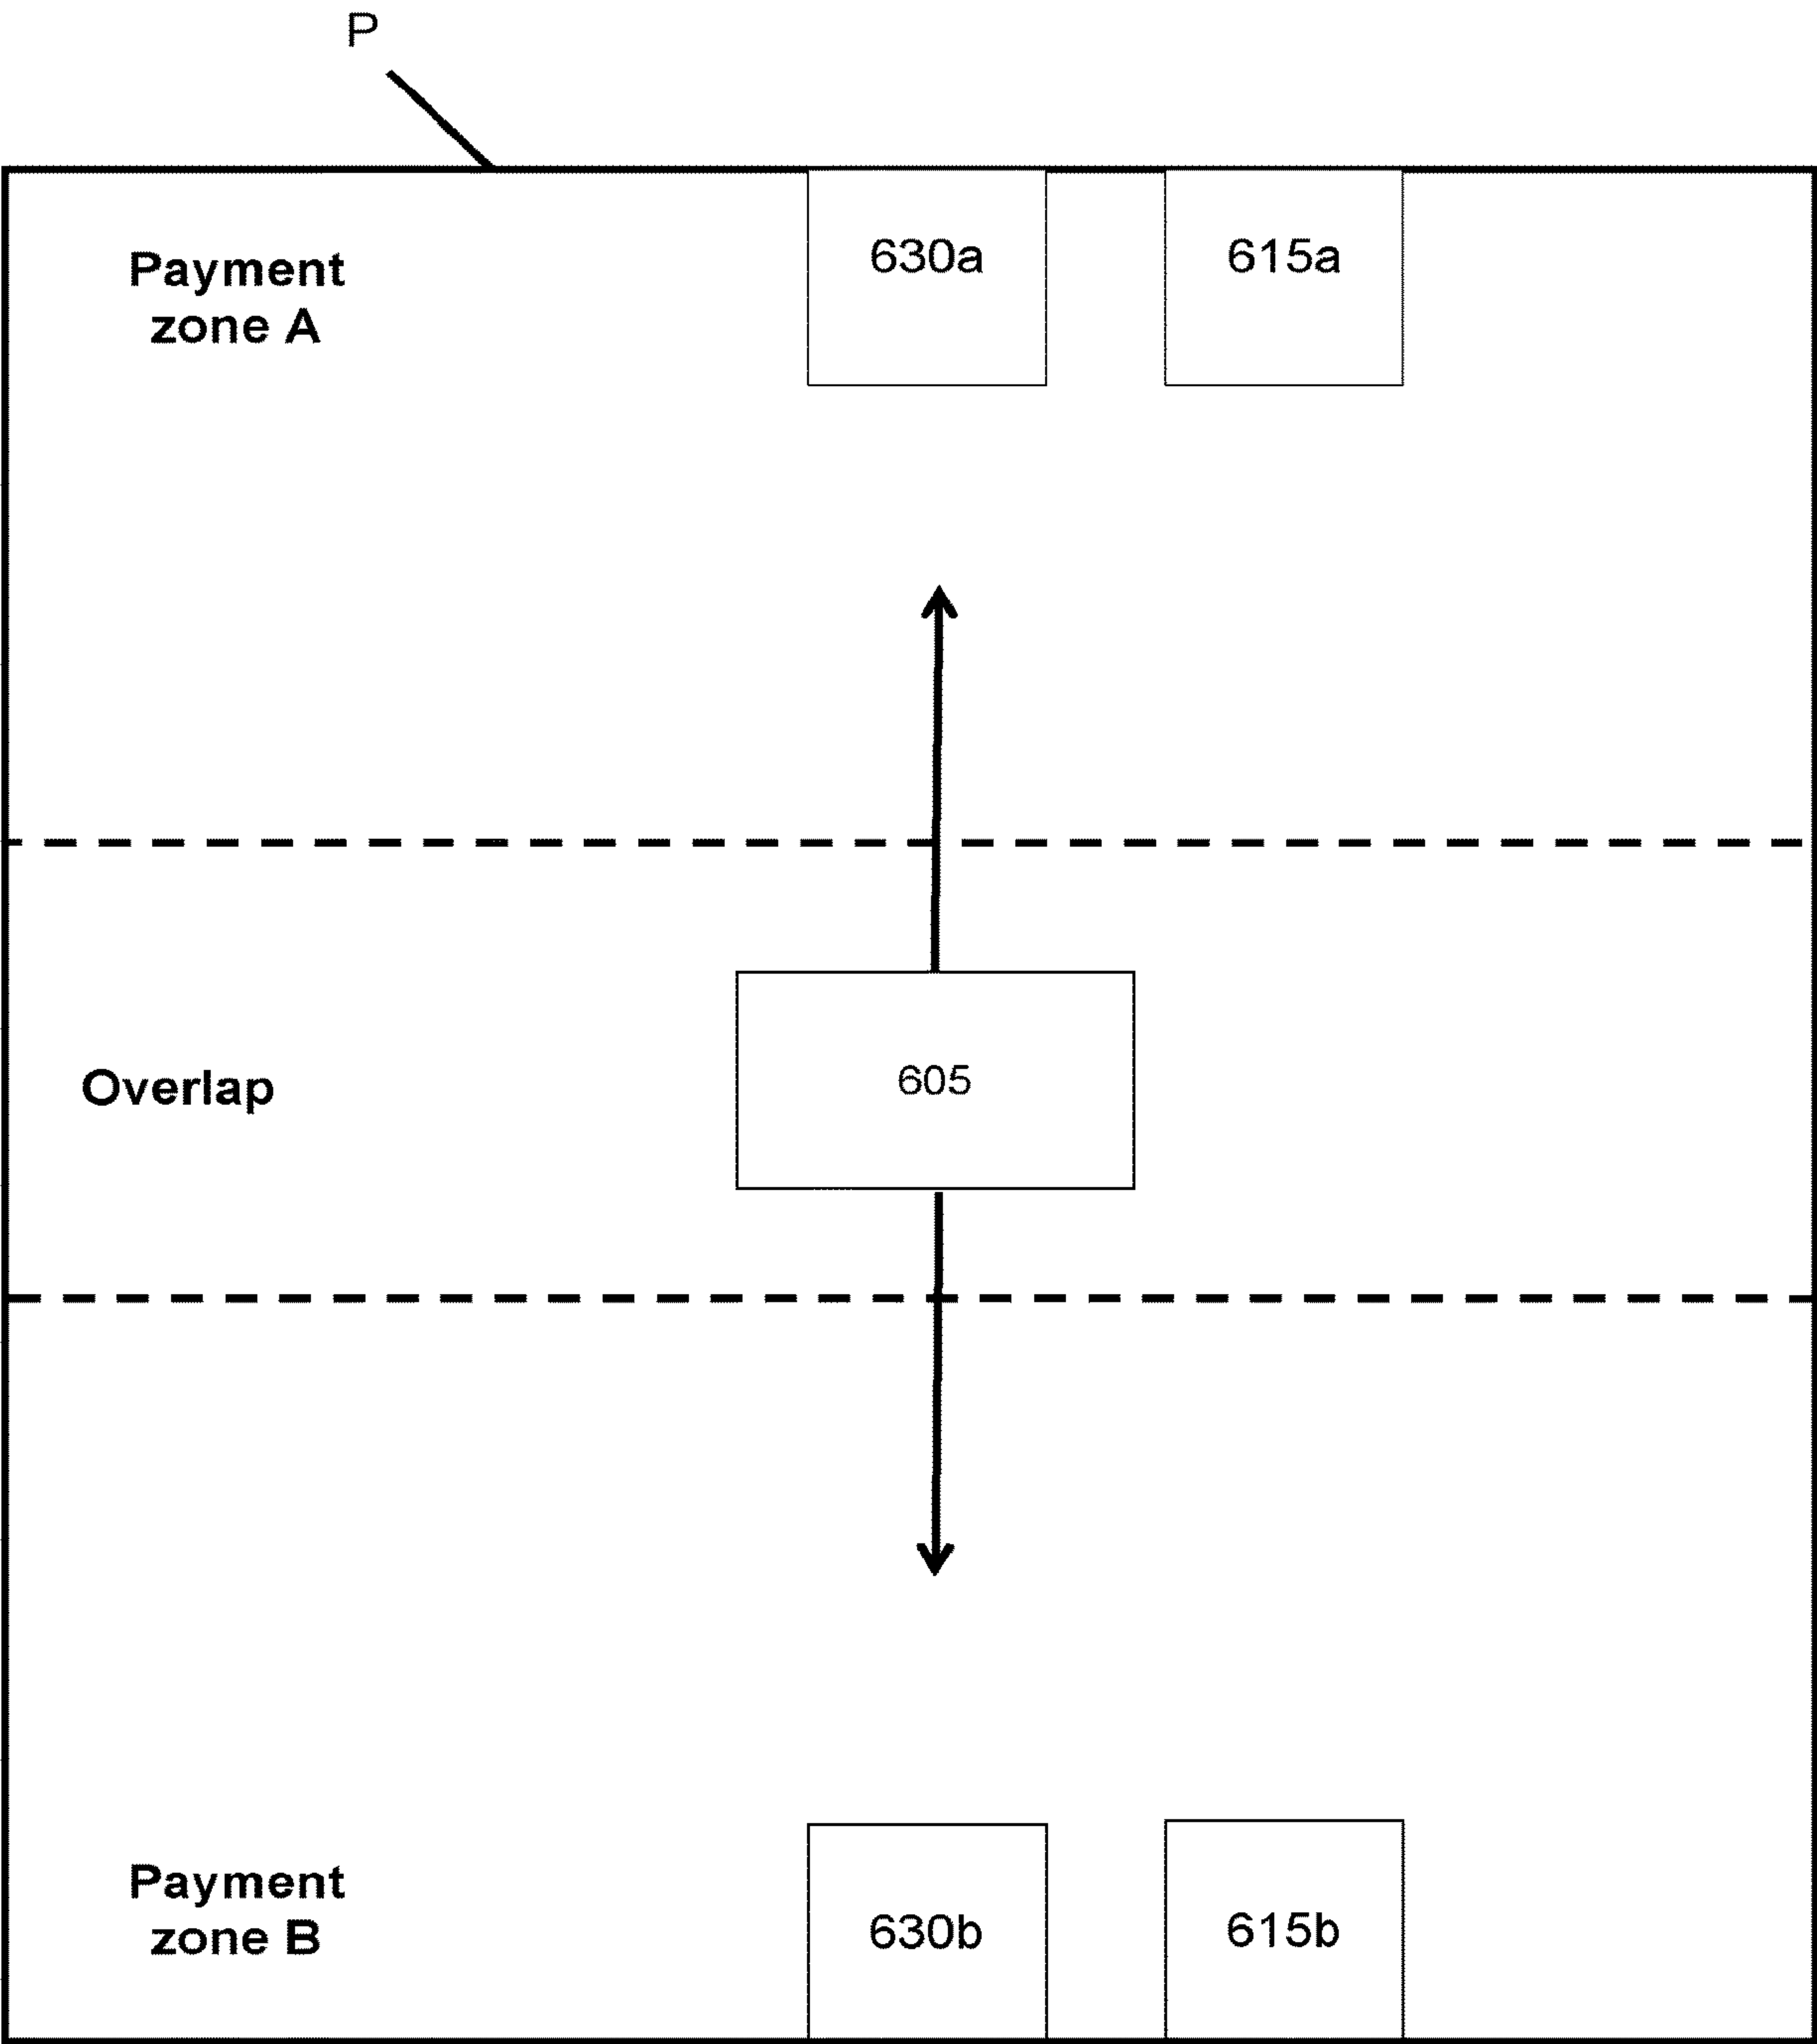 P
Payment
zone A
630a
615a
Overlap
605
Payment
zone B
630b
615b